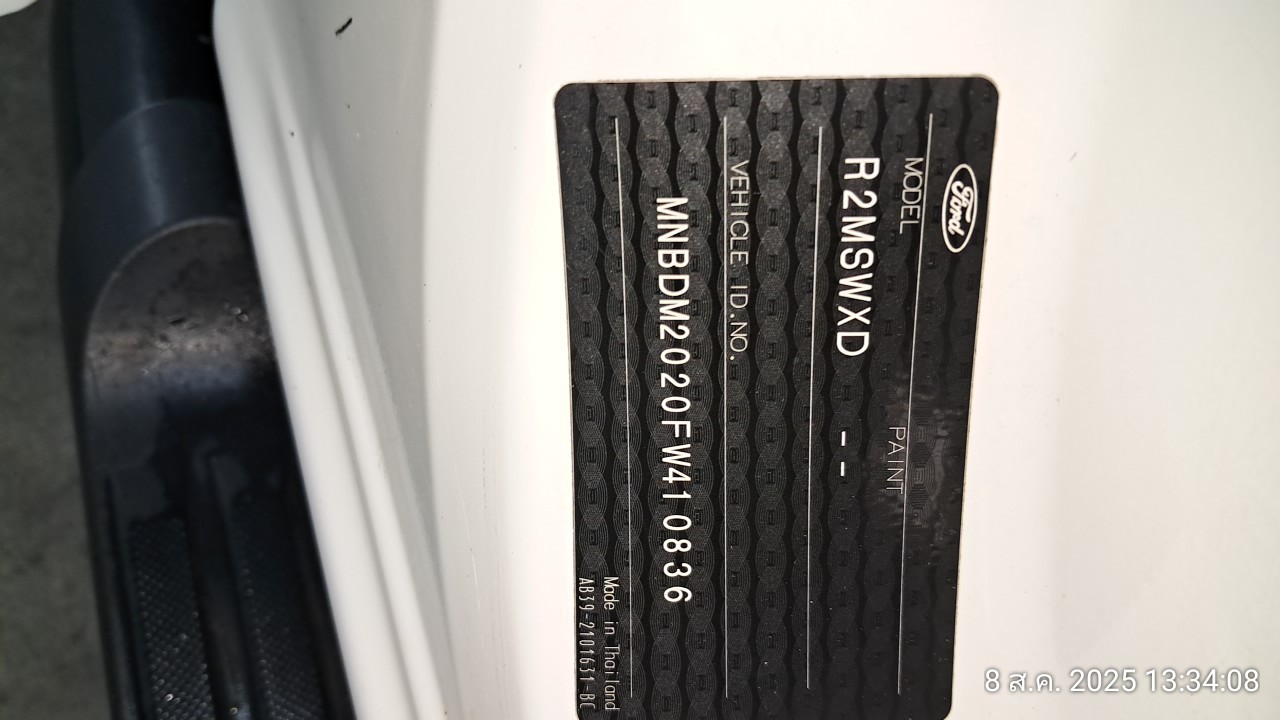 Ford
MODEL PAINT
R2MSWXD --
VEHICLE ID.NO.
MNBDM2020FW410836
Made in Thailand
AB39-2101631-BC
8 ส.ค. 2025 13:34:08